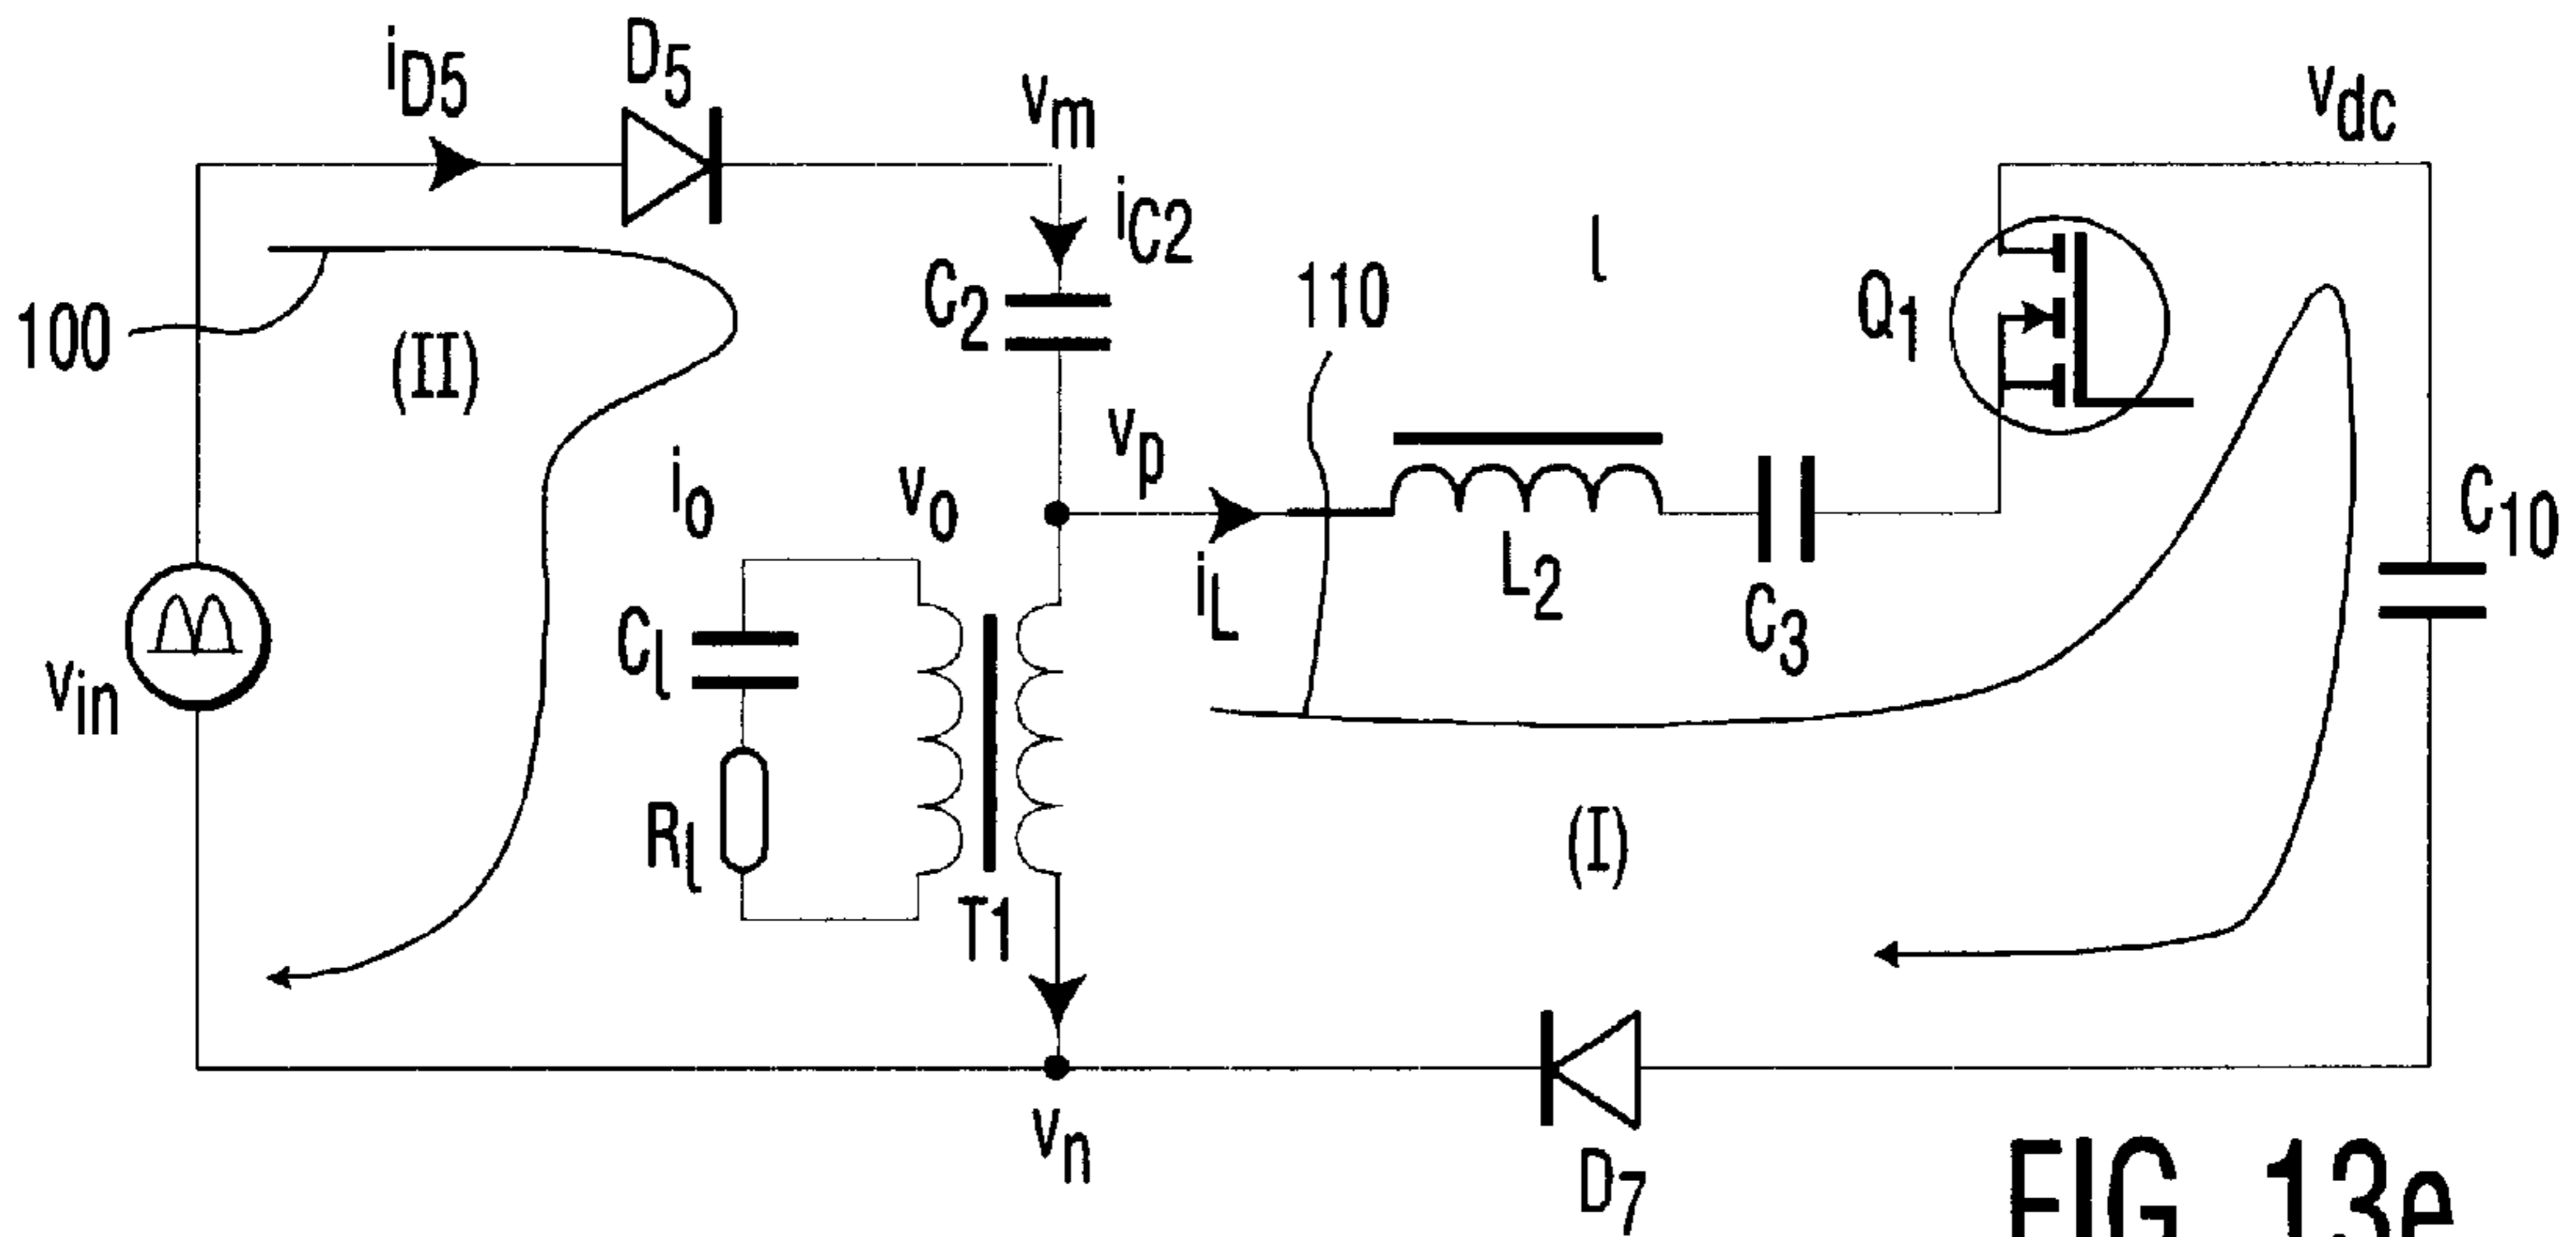 iD5
D5
vm
vdc
iC2
l
C2
110
Q1
100
(II)
vp
io
vo
C10
iL
L2
C3
Cl
vin
Rl
(I)
T1
vn
D7
FIG. 13e